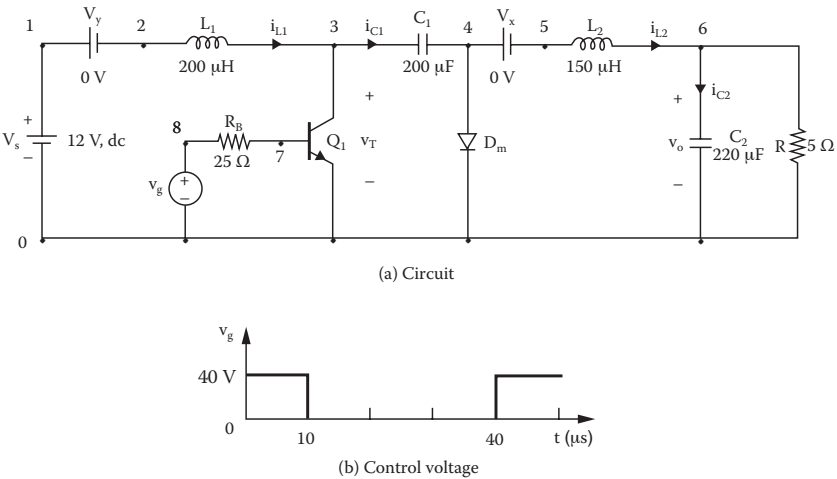 1
V_y
2
L_1
i_L1
3
i_C1
C_1
4
V_x
5
L_2
i_L2
6
0 V
200 μH
200 μF
0 V
150 μH
i_C2
+
V_s
–
12 V, dc
8
R_B
25 Ω
7
Q_1
+
v_T
–
D_m
+
v_o
–
C_2
220 μF
R
5 Ω
v_g
+
–
0
(a) Circuit
v_g
40 V
0
10
40
t (μs)
(b) Control voltage